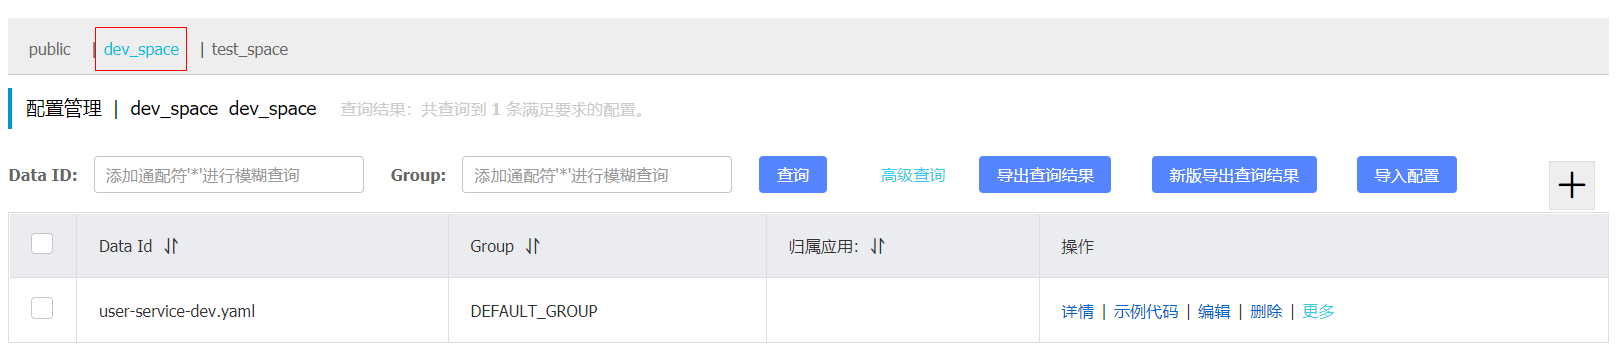 public | dev_space | test_space
配置管理 | dev_space dev_space 查询结果：共查询到 1 条满足要求的配置。
Data ID: 添加通配符'*'进行模糊查询 Group: 添加通配符'*'进行模糊查询 查询 高级查询 导出查询结果 新版导出查询结果 导入配置 +
Data Id Group 归属应用： 操作
user-service-dev.yaml DEFAULT_GROUP 详情 | 示例代码 | 编辑 | 删除 | 更多